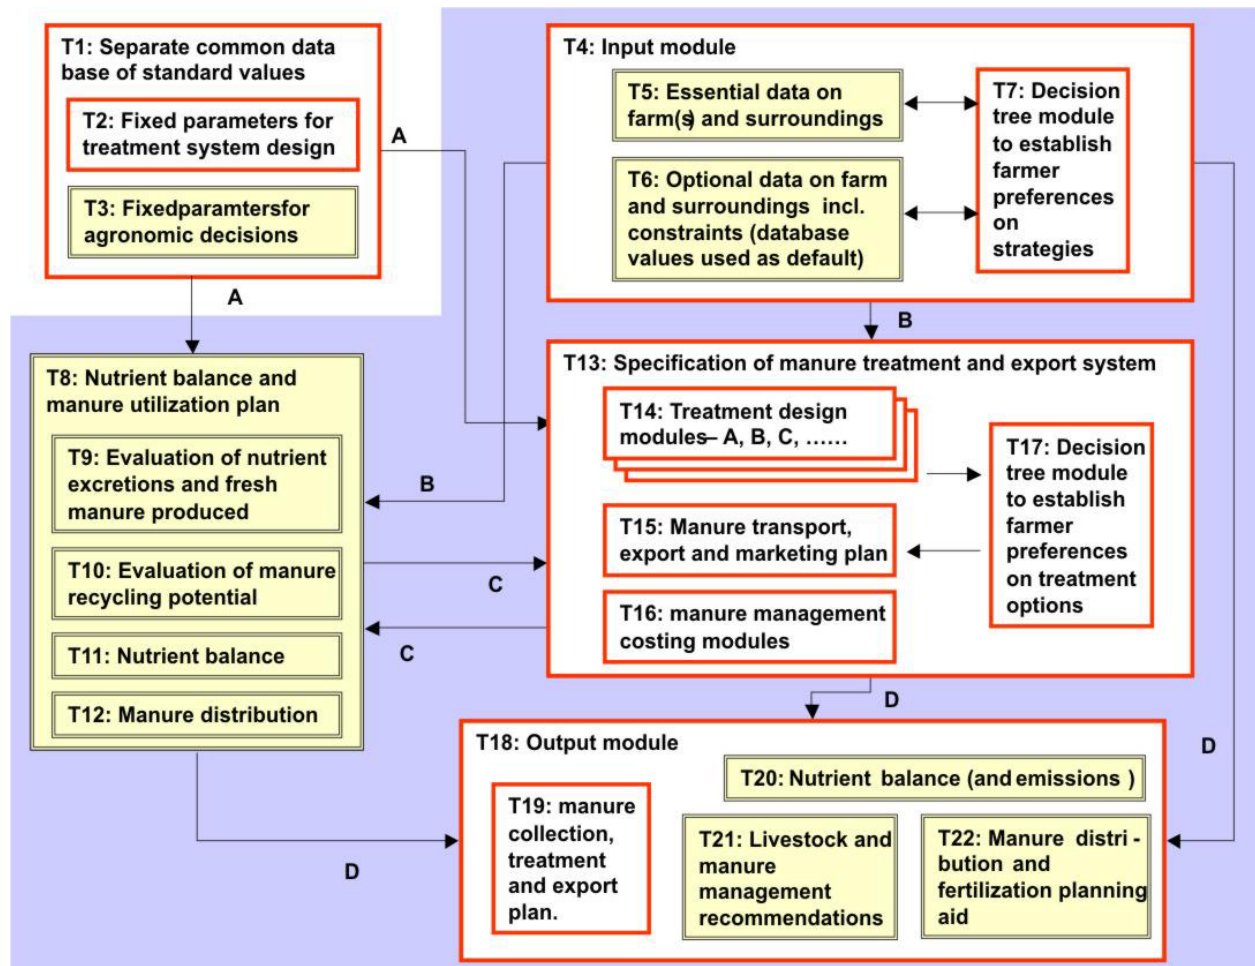 T1: Separate common data
base of standard values
T2: Fixed parameters for
treatment system design
T3: Fixedparamtersfor
agronomic decisions
A
A
T4: Input module
T5: Essential data on
farm(s) and surroundings
T6: Optional data on farm
and surroundings incl.
constraints (database
values used as default)
T7: Decision
tree module
to establish
farmer
preferences
on
strategies
B
B
T8: Nutrient balance and
manure utilization plan
T9: Evaluation of nutrient
excretions and fresh
manure produced
T10: Evaluation of manure
recycling potential
T11: Nutrient balance
T12: Manure distribution
C
C
T13: Specification of manure treatment and export system
T14: Treatment design
modules– A, B, C, ......
T15: Manure transport,
export and marketing plan
T16: manure management
costing modules
T17: Decision
tree module
to establish
farmer
preferences
on treatment
options
D
D
D
T18: Output module
T19: manure
collection,
treatment
and export
plan.
T20: Nutrient balance (and emissions )
T21: Livestock and
manure
management
recommendations
T22: Manure distri -
bution and
fertilization planning
aid